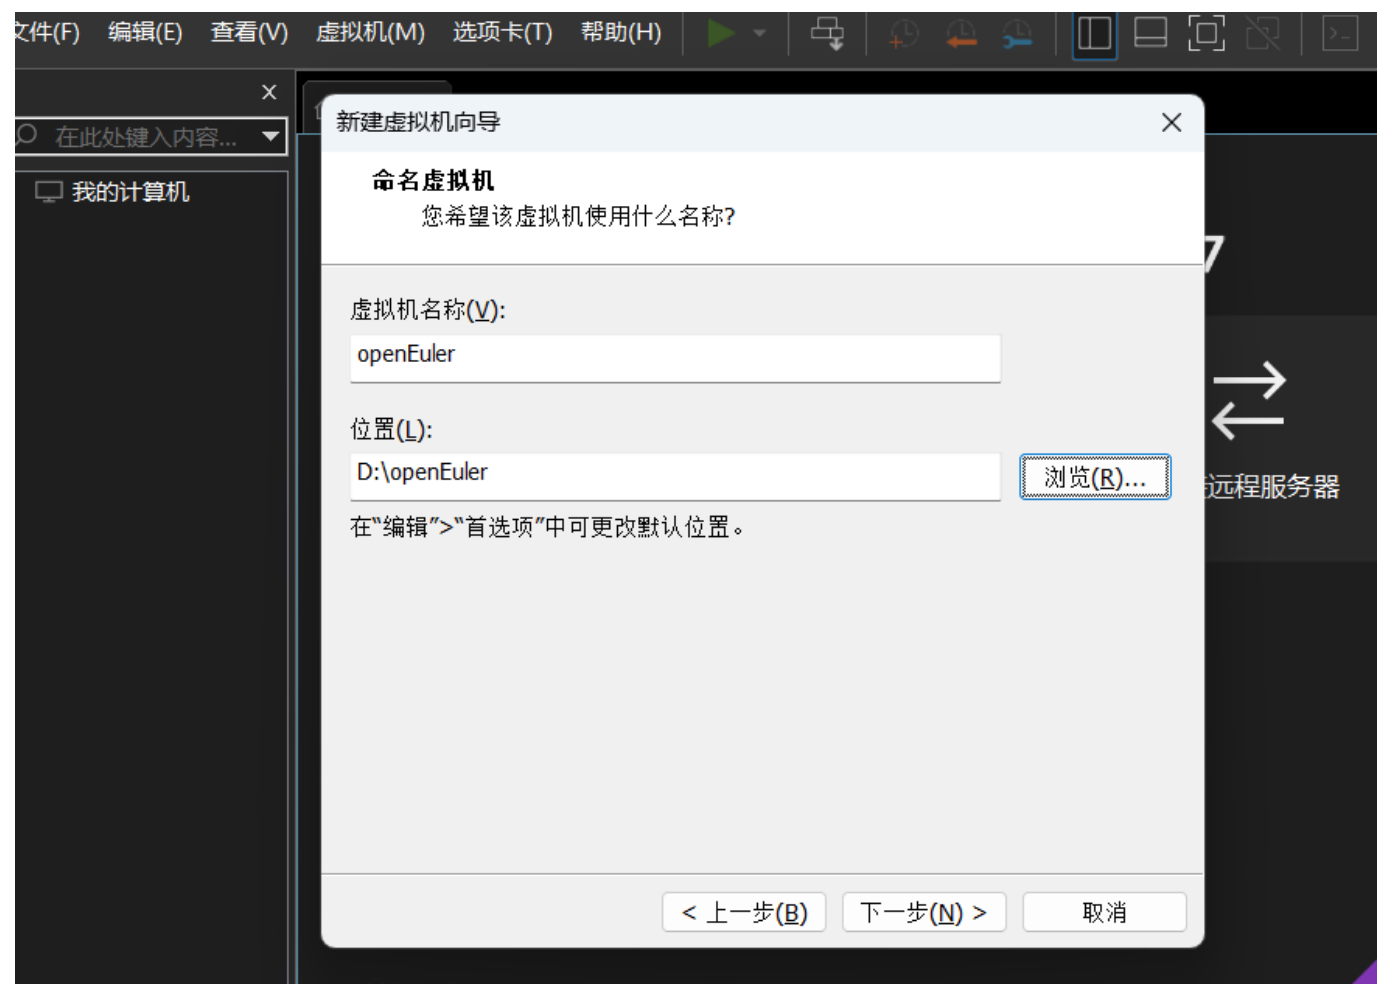 文件(F) 编辑(E) 查看(V) 虚拟机(M) 选项卡(T) 帮助(H)
在此处键入内容...
我的计算机
新建虚拟机向导
命名虚拟机
您希望该虚拟机使用什么名称?
虚拟机名称(V):
openEuler
位置(L):
D:\openEuler
浏览(R)...
在“编辑”>“首选项”中可更改默认位置。
7
远程服务器
< 上一步(B) 下一步(N) > 取消